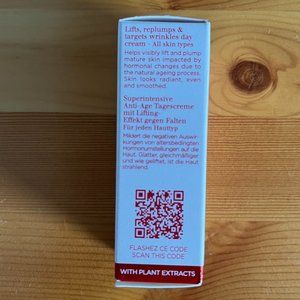 Lifts, replumps &
targets wrinkles day
cream - All skin types
Helps visibly lift and plump
mature skin impacted by
hormonal changes due to
the natural ageing process.
Skin looks radiant, even
and smoothed.
Superintensive
Anti-Age Tagescreme
mit Lifting-
Effekt gegen Falten
Für jeden Hauttyp
Mildert die negativen Auswir-
kungen von altersbedingten
Hormonumstellungen auf die
Haut. Glatter, gleichmäßiger
und wie geliftet, ist die Haut
strahlend.
FLASHEZ CE CODE
SCAN THIS CODE
WITH PLANT EXTRACTS